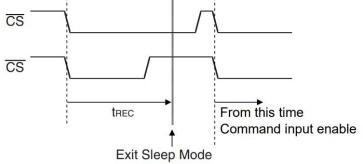 CS
CS
tREC
From this time
Command input enable
Exit Sleep Mode